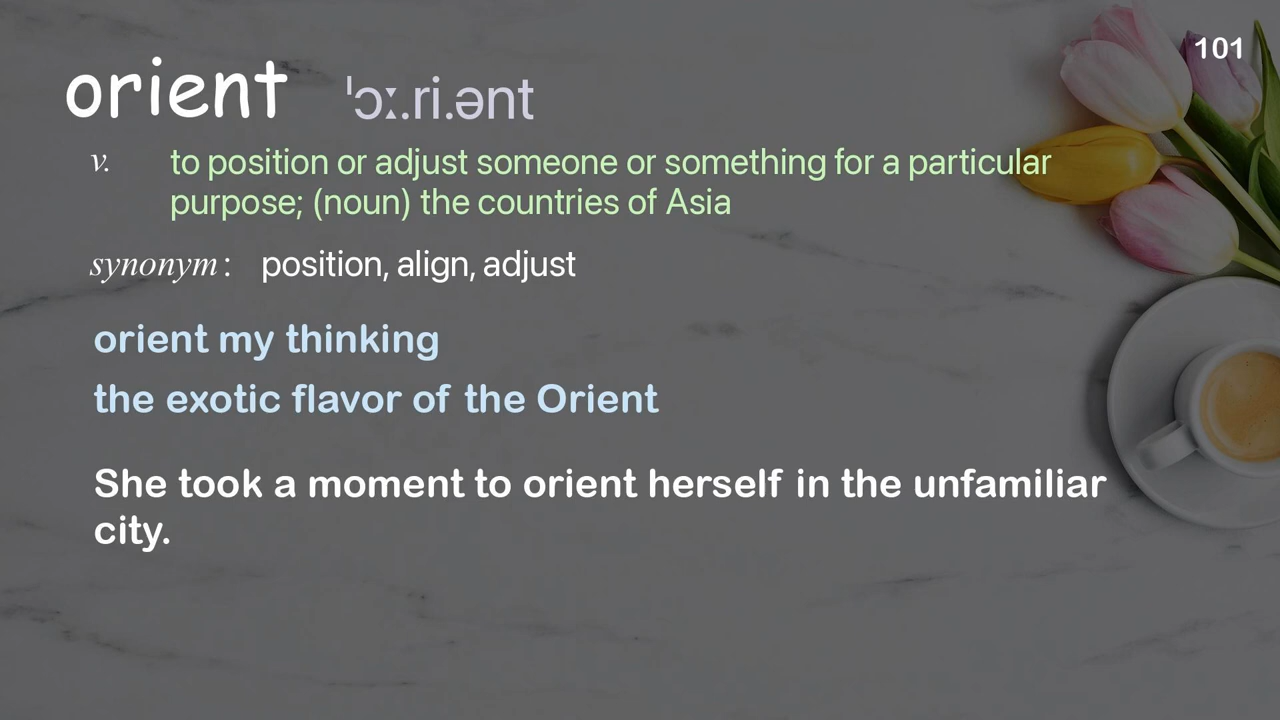 101
orient ˈɔː.ri.ənt
v. to position or adjust someone or something for a particular
purpose; (noun) the countries of Asia
synonym : position, align, adjust
orient my thinking
the exotic flavor of the Orient
She took a moment to orient herself in the unfamiliar
city.